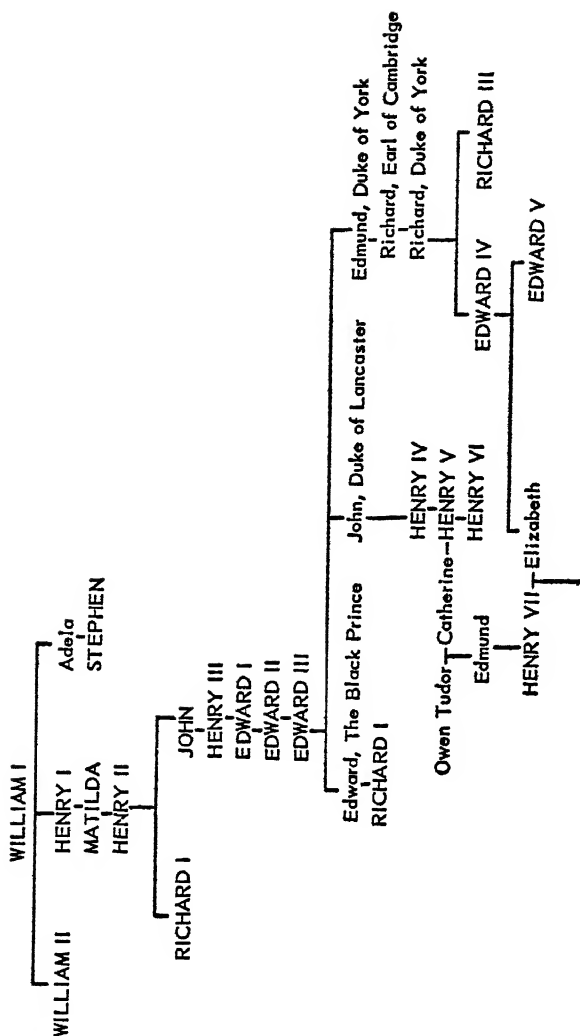 WILLIAM I
WILLIAM II
HENRY I
Adela
MATILDA
STEPHEN
HENRY II
RICHARD I
JOHN
HENRY III
EDWARD I
EDWARD II
EDWARD III
Edward, The Black Prince
John, Duke of Lancaster
Edmund, Duke of York
RICHARD I
Richard, Earl of Cambridge
Richard, Duke of York
HENRY IV
Owen Tudor—Catherine—HENRY V
EDWARD IV
RICHARD III
Edmund
HENRY VI
HENRY VII—Elizabeth
EDWARD V